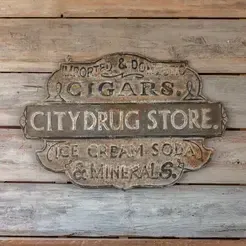 IMPORTED & DOMESTIC
CIGARS.
CITY DRUG STORE.
ICE CREAM SODA
& MINERALS.